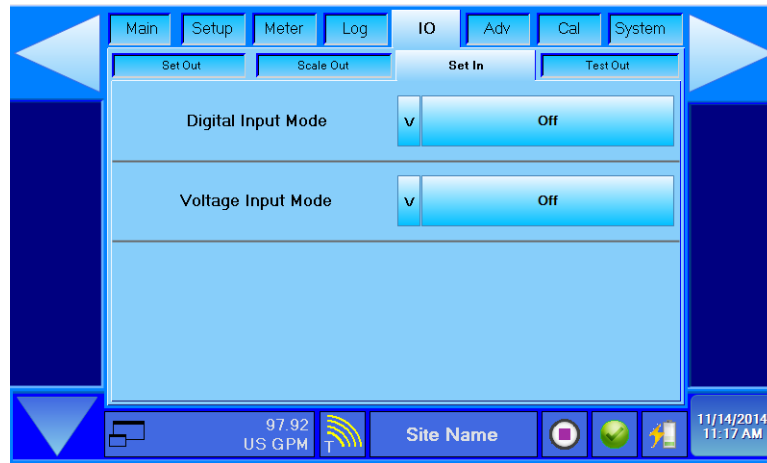 Main Setup Meter Log IO Adv Cal System
Set Out Scale Out Set In Test Out
Digital Input Mode v Off
Voltage Input Mode v Off
97.92
US GPM
T
Site Name
11/14/2014
11:17 AM